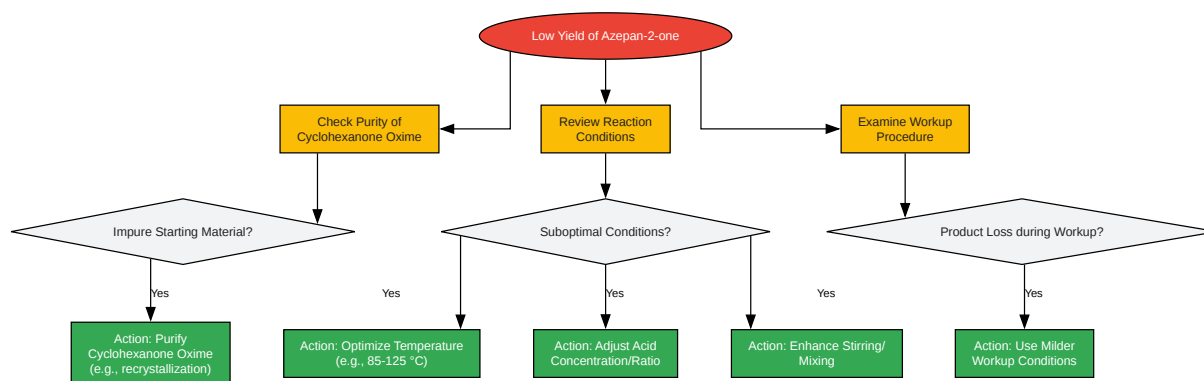 Low Yield of Azepan-2-one
Check Purity of
Cyclohexanone Oxime
Review Reaction
Conditions
Examine Workup
Procedure
Impure Starting Material?
Suboptimal Conditions?
Product Loss during Workup?
Yes
Yes
Yes
Yes
Yes
Action: Purify
Cyclohexanone Oxime
(e.g., recrystallization)
Action: Optimize Temperature
(e.g., 85-125 °C)
Action: Adjust Acid
Concentration/Ratio
Action: Enhance Stirring/
Mixing
Action: Use Milder
Workup Conditions